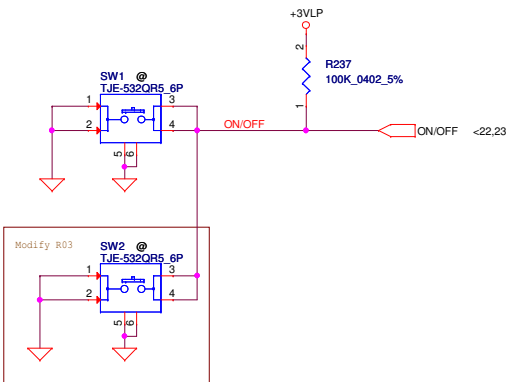 +3VLP
2
R237
100K_0402_5%
1
SW1 @
TJE-532QR5_6P
1
3
2
4
5
6
ON/OFF
ON/OFF <22,23
Modify R03
SW2 @
TJE-532QR5_6P
1
3
2
4
5
6